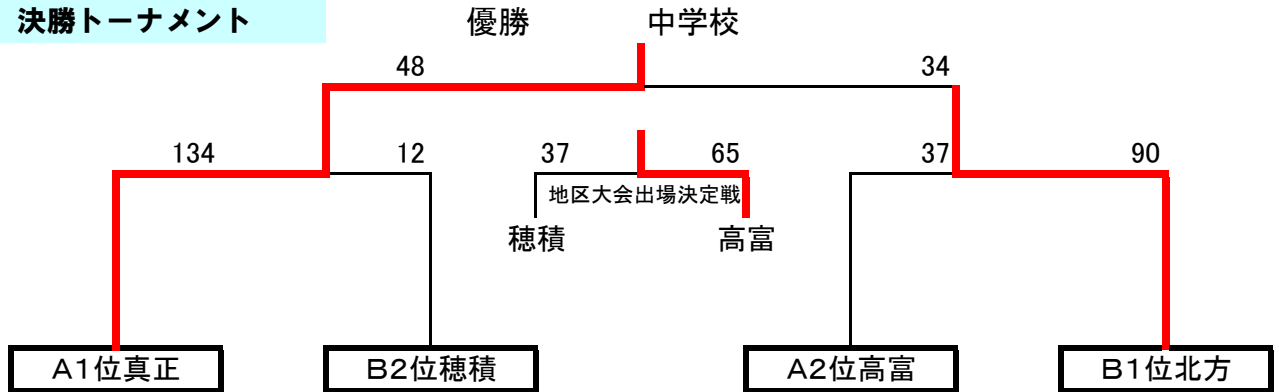 決勝トーナメント
優勝 中学校
48 34
134 12 37 65 37 90
地区大会出場決定戦
穂積 高富
A1位真正 B2位穂積 A2位高富 B1位北方